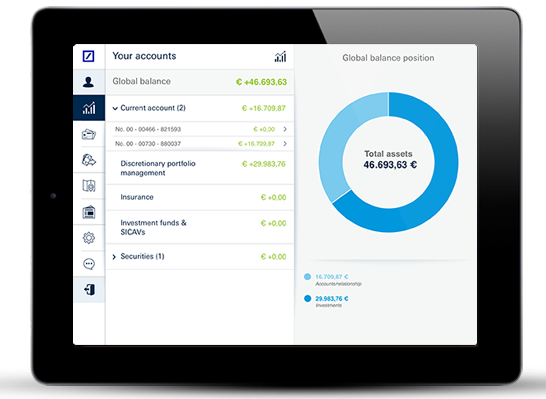 Your accounts
Global balance € +46.693,63
Current account (2) € +16.709,87
No. 00 - 00466 - 821593 € +0,00
No. 00 - 00730 - 880037 € +16.709,87
Discretionary portfolio
management € +29.983,76
Insurance € +0,00
Investment funds &
SICAVs € +0,00
Securities (1) € +0,00
Global balance position
Total assets
46.693,63 €
16.709,87 €
Accounts/relationship
29.983,76 €
Investments